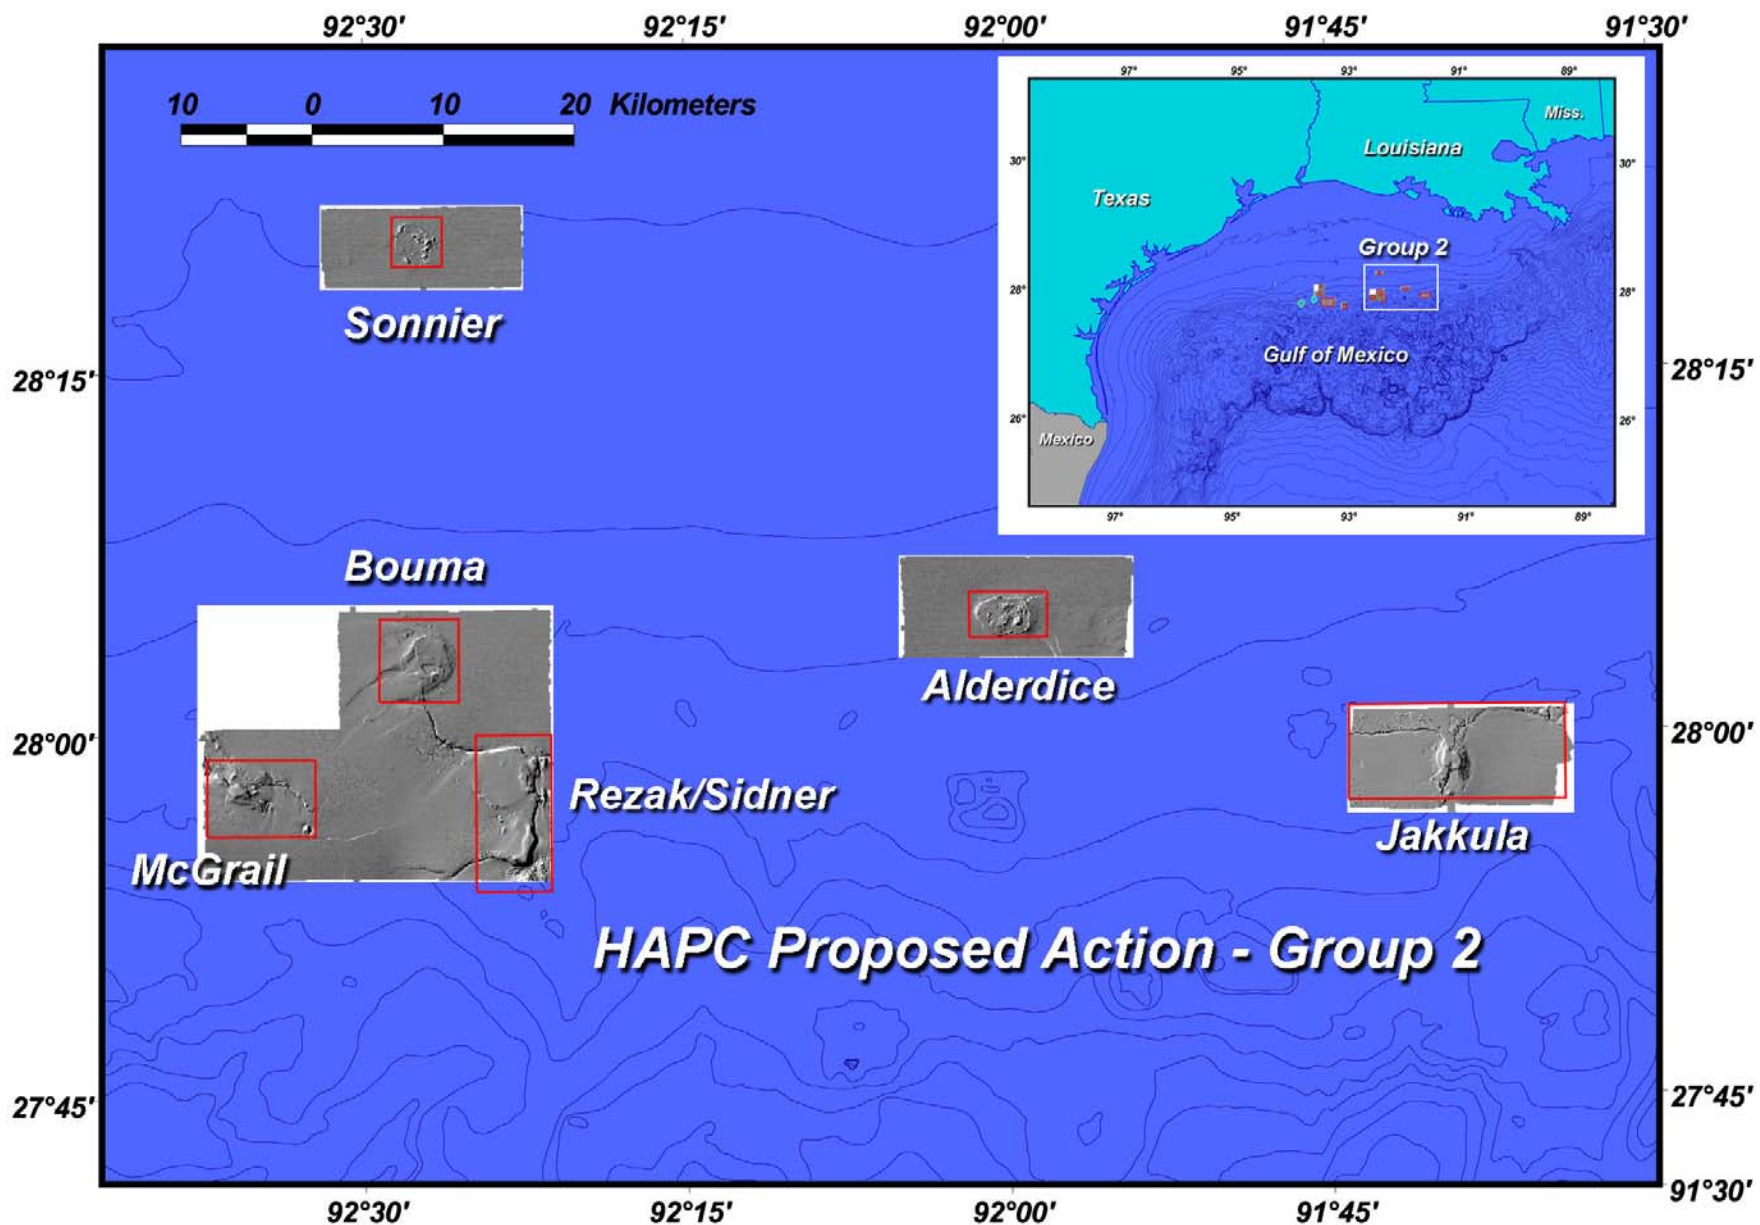 92°30' 92°15' 92°00' 91°45' 91°30'
10 0 10 20 Kilometers
97° 95° 93° 91° 89°
Miss.
Louisiana
30° 30°
Texas
Group 2
28° 28°
Gulf of Mexico
26° 26°
Mexico
97° 95° 93° 91° 89°
Sonnier
28°15' 28°15'
Bouma
Alderdice
28°00' 28°00'
Rezak/Sidner
Jakkula
McGrail
HAPC Proposed Action - Group 2
27°45' 27°45'
91°30'
92°30' 92°15' 92°00' 91°45'